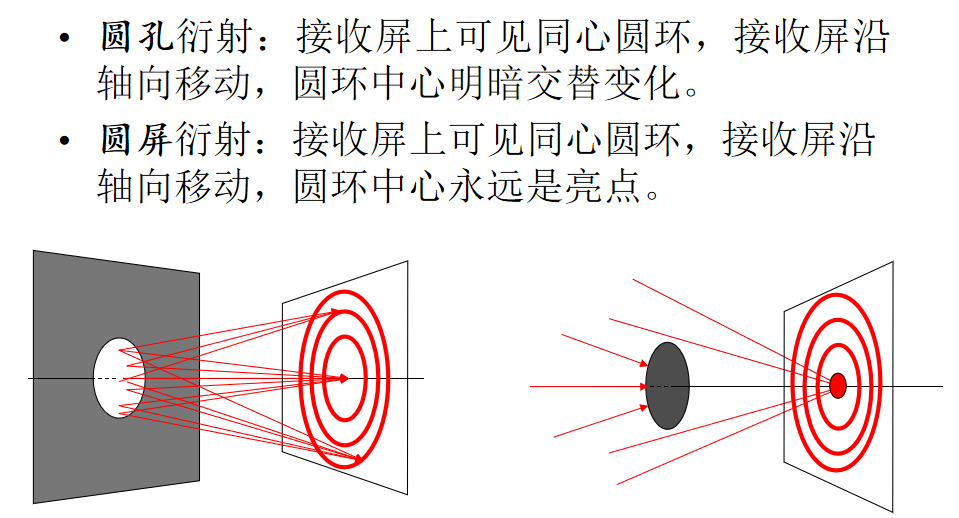 • 圆孔衍射：接收屏上可见同心圆环，接收屏沿
轴向移动，圆环中心明暗交替变化。
• 圆屏衍射：接收屏上可见同心圆环，接收屏沿
轴向移动，圆环中心永远是亮点。